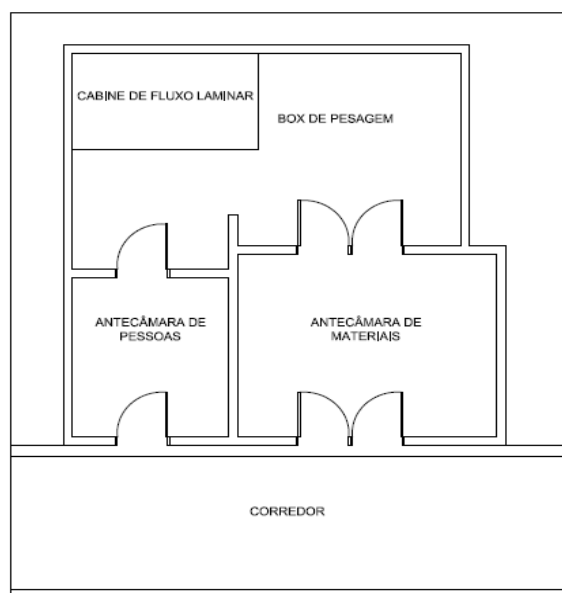 CABINE DE FLUXO LAMINAR
BOX DE PESAGEM
ANTECÂMARA DE
PESSOAS
ANTECÂMARA DE
MATERIAIS
CORREDOR